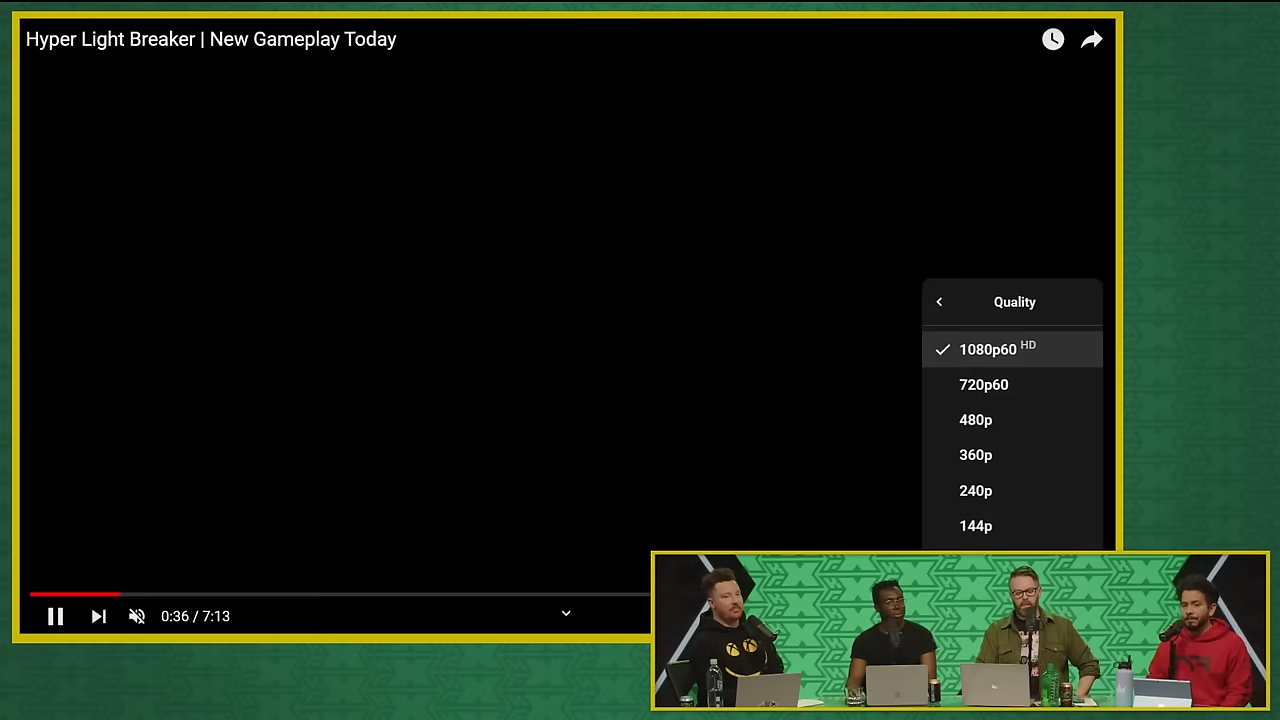 Hyper Light Breaker | New Gameplay Today
Quality
1080p60 HD
720p60
480p
360p
240p
144p
0:36 / 7:13